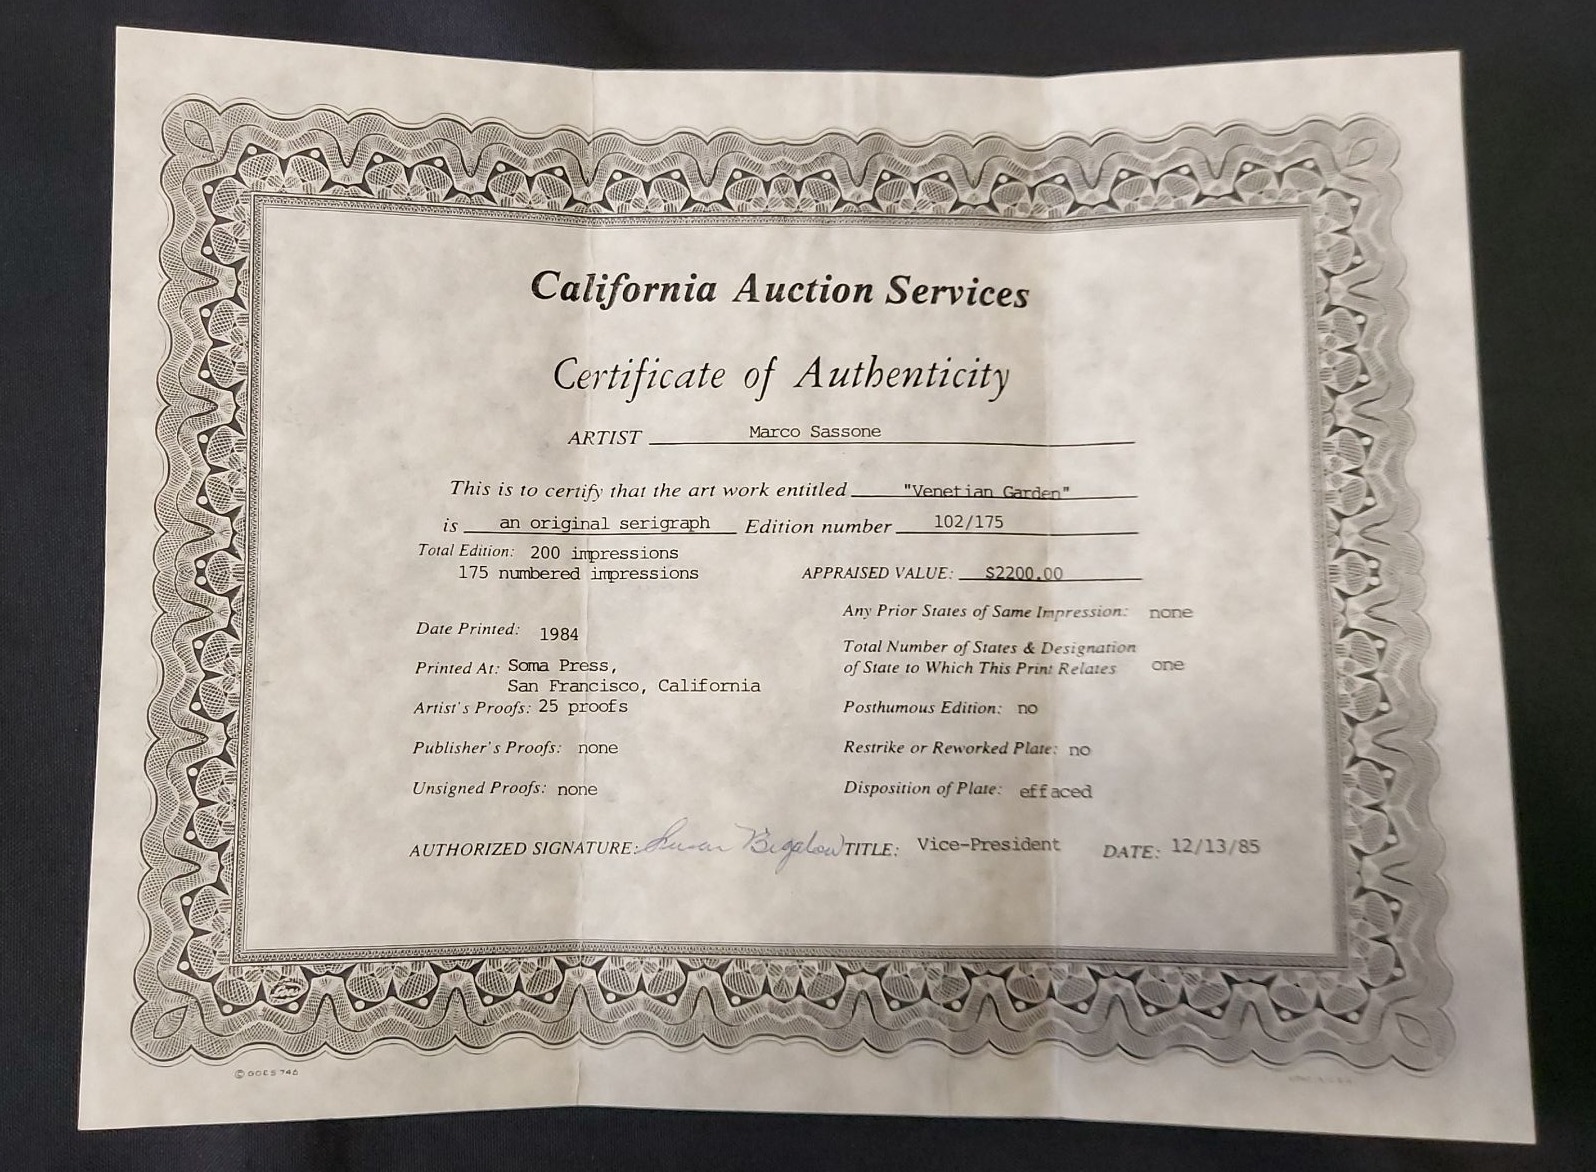 California Auction Services
Certificate of Authenticity
ARTIST Marco Sassone
This is to certify that the art work entitled "Venetian Garden"
is an original serigraph Edition number 102/175
Total Edition: 200 impressions
175 numbered impressions APPRAISED VALUE: $2200.00
Any Prior States of Same Impression: none
Date Printed: 1984
Total Number of States & Designation
of State to Which This Print Relates one
Printed At: Soma Press,
San Francisco, California
Artist's Proofs: 25 proofs Posthumous Edition: no
Publisher's Proofs: none Restrike or Reworked Plate: no
Unsigned Proofs: none Disposition of Plate: effaced
AUTHORIZED SIGNATURE: Susan Bigelow TITLE: Vice-President DATE: 12/13/85
© GOES 746